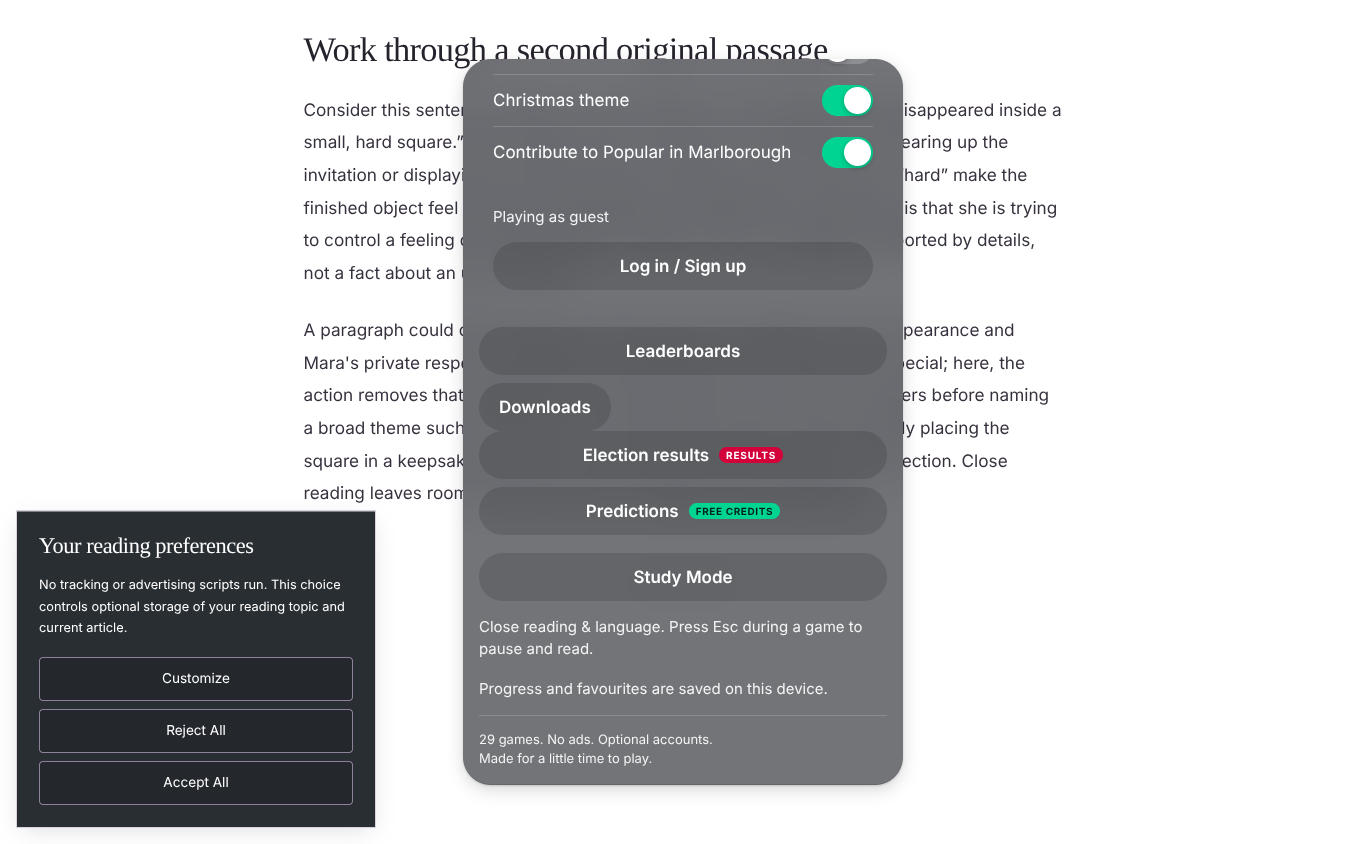 Work through a second original passage
Consider this senten
isappeared inside a
small, hard square.”
earing up the
invitation or displayi
hard” make the
finished object feel
is that she is trying
to control a feeling
orted by details,
not a fact about an
A paragraph could
pearance and
Mara's private respo
ecial; here, the
action removes that
ers before naming
a broad theme such
ly placing the
square in a keepsak
ection. Close
reading leaves room
Christmas theme
Contribute to Popular in Marlborough
Playing as guest
Log in / Sign up
Leaderboards
Downloads
Election results RESULTS
Predictions FREE CREDITS
Study Mode
Close reading & language. Press Esc during a game to
pause and read.
Progress and favourites are saved on this device.
29 games. No ads. Optional accounts.
Made for a little time to play.
Your reading preferences
No tracking or advertising scripts run. This choice
controls optional storage of your reading topic and
current article.
Customize
Reject All
Accept All